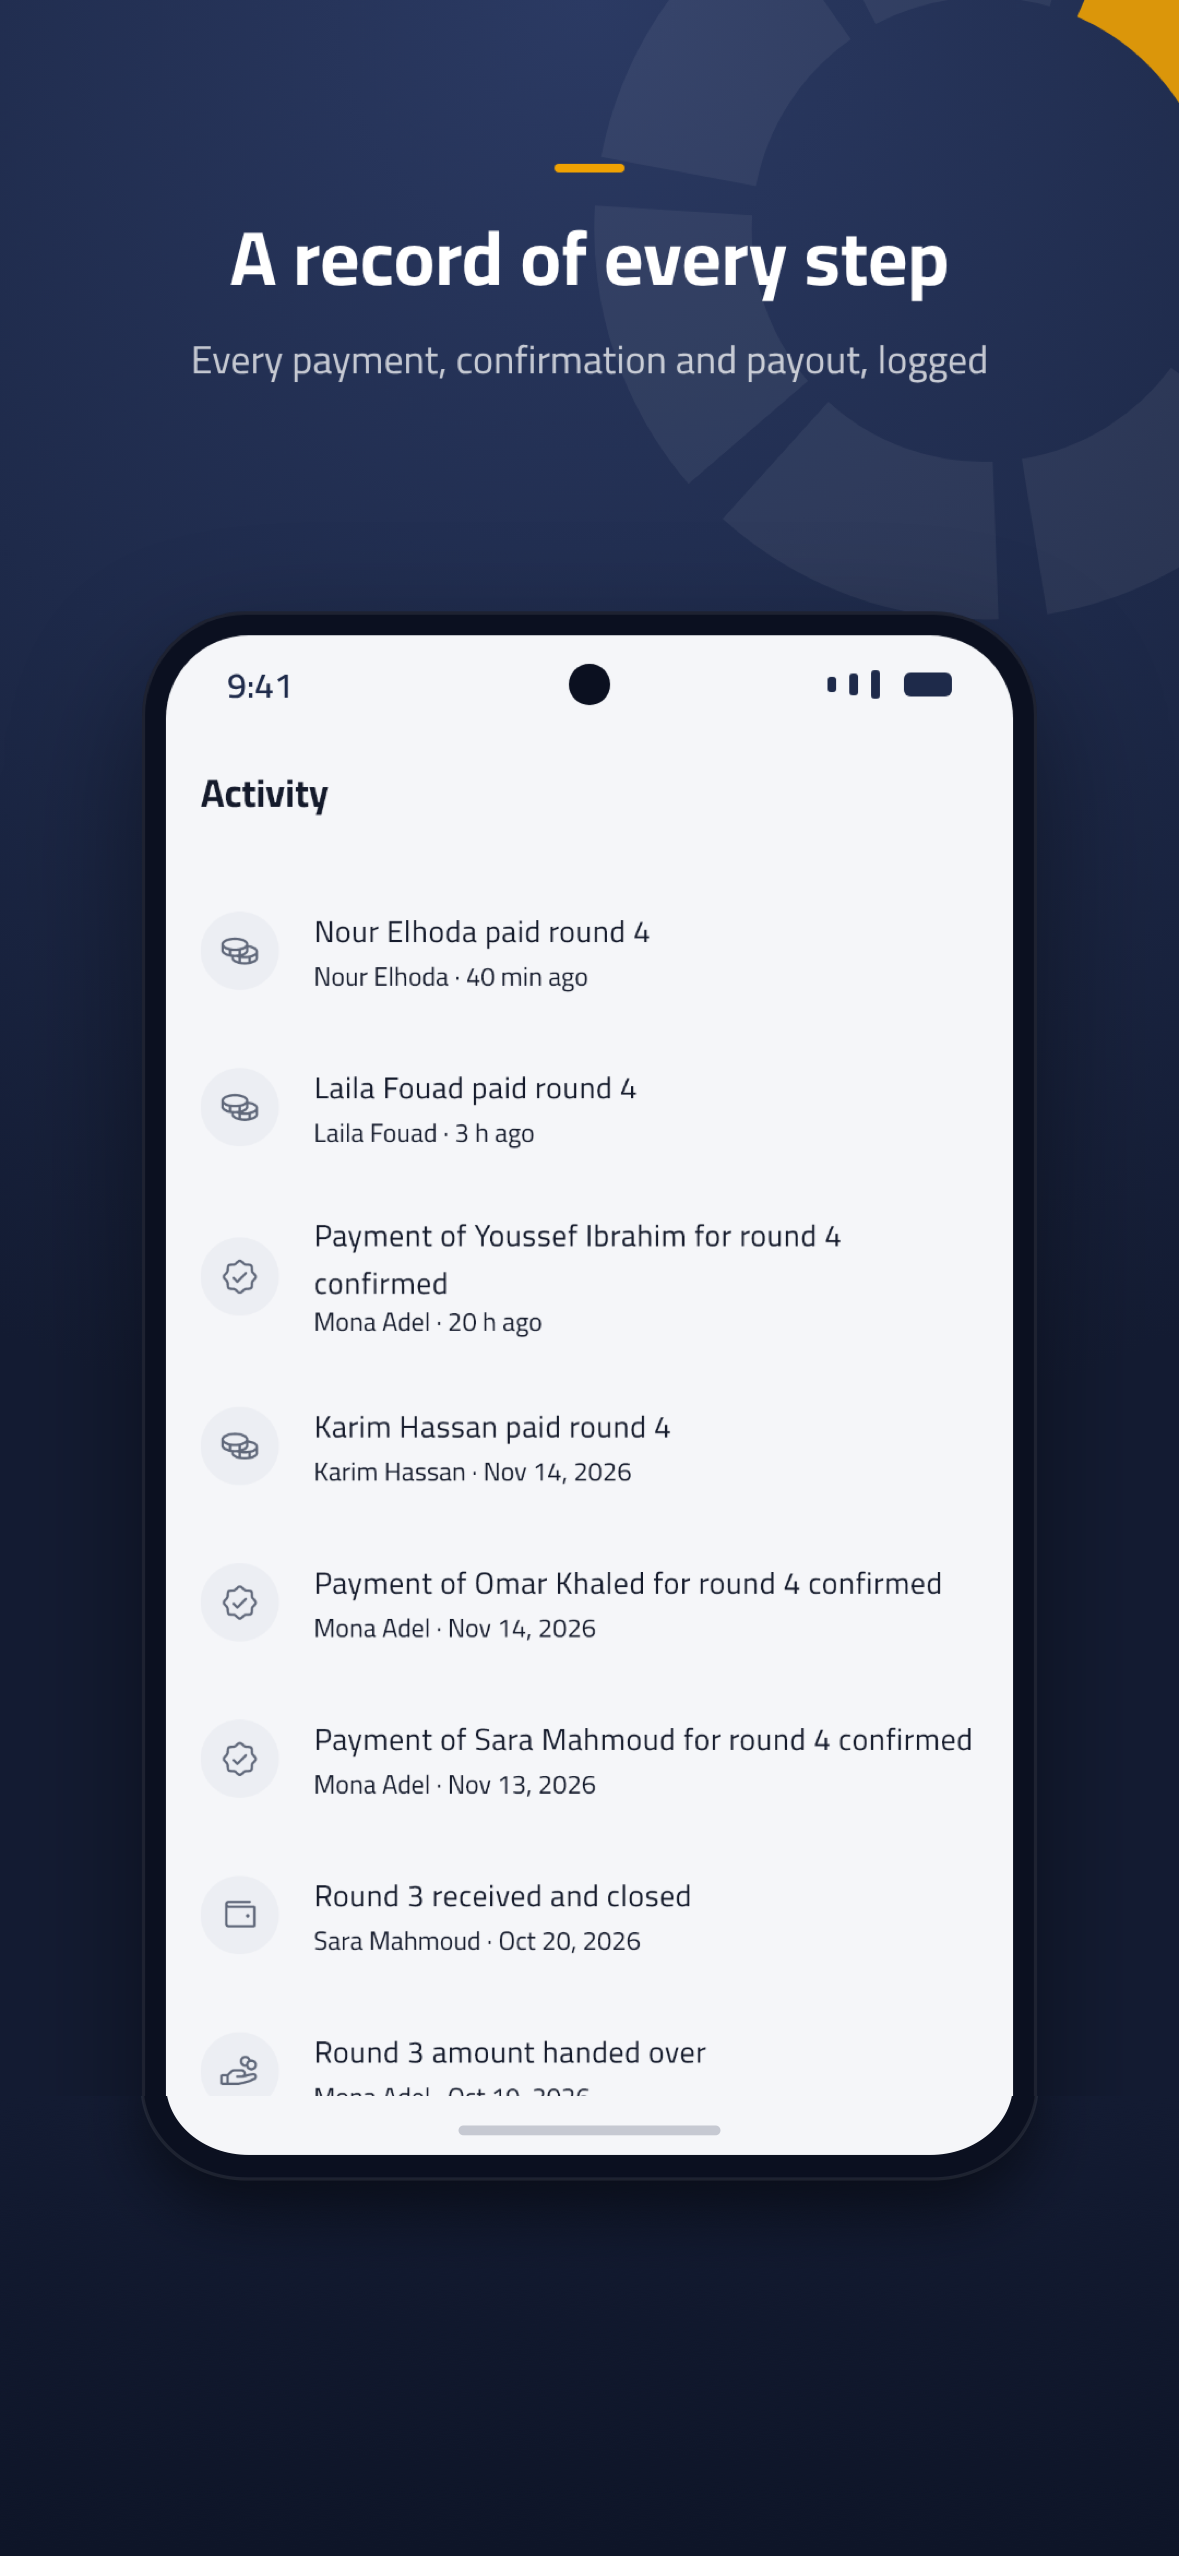 A record of every step
Every payment, confirmation and payout, logged
9:41
Activity
Nour Elhoda paid round 4
Nour Elhoda · 40 min ago
Laila Fouad paid round 4
Laila Fouad · 3 h ago
Payment of Youssef Ibrahim for round 4
confirmed
Mona Adel · 20 h ago
Karim Hassan paid round 4
Karim Hassan · Nov 14, 2026
Payment of Omar Khaled for round 4 confirmed
Mona Adel · Nov 14, 2026
Payment of Sara Mahmoud for round 4 confirmed
Mona Adel · Nov 13, 2026
Round 3 received and closed
Sara Mahmoud · Oct 20, 2026
Round 3 amount handed over
Mona Adel · Oct 19, 2026